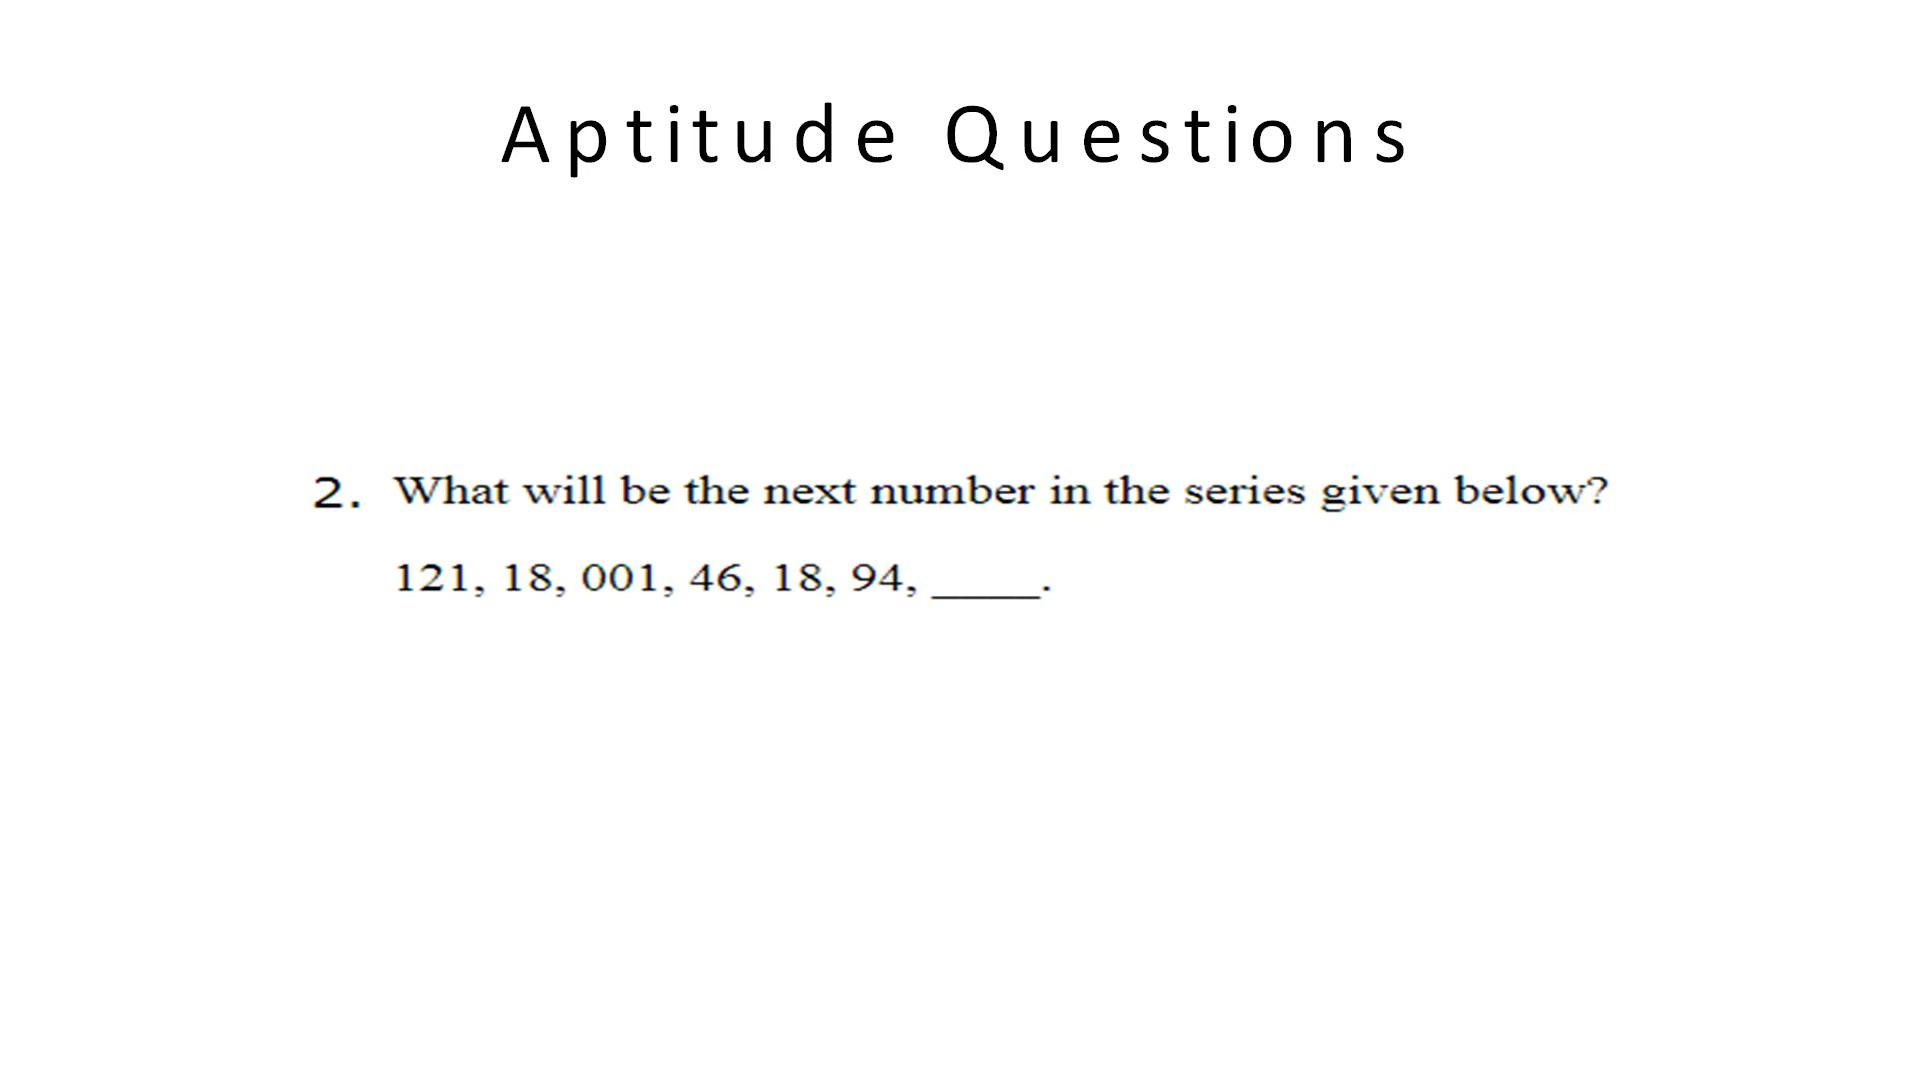 Aptitude Questions
2. What will be the next number in the series given below?
121, 18, 001, 46, 18, 94, ____.